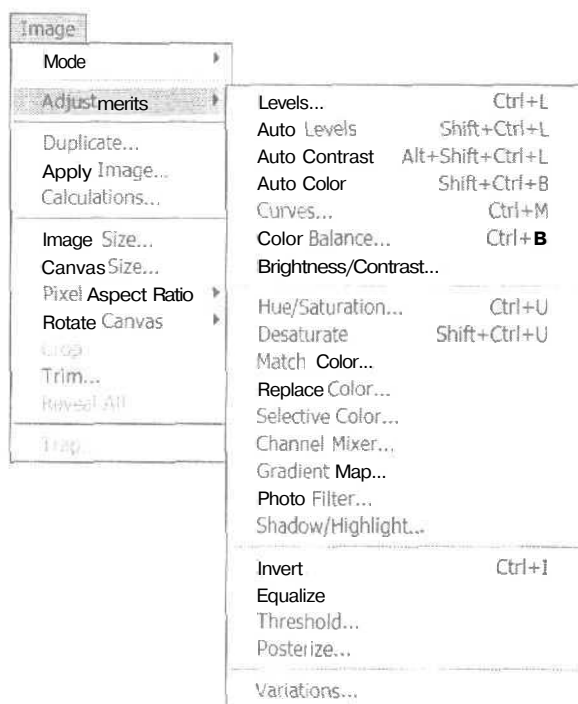 Image
Mode
Adjustmerits
Duplicate...
Apply Image...
Calculations...
Image Size...
Canvas Size...
Pixel Aspect Ratio
Rotate Canvas
Crop
Trim...
Reveal All
Trap...
Levels... Ctrl+L
Auto Levels Shift+Ctrl+L
Auto Contrast Alt+Shift+Ctrl+L
Auto Color Shift+Ctrl+B
Curves... Ctrl+M
Color Balance... Ctrl+B
Brightness/Contrast...
Hue/Saturation... Ctrl+U
Desaturate Shift+Ctrl+U
Match Color...
Replace Color...
Selective Color...
Channel Mixer...
Gradient Map...
Photo Filter...
Shadow/Highlight...
Invert Ctrl+I
Equalize
Threshold...
Posterize...
Variations...